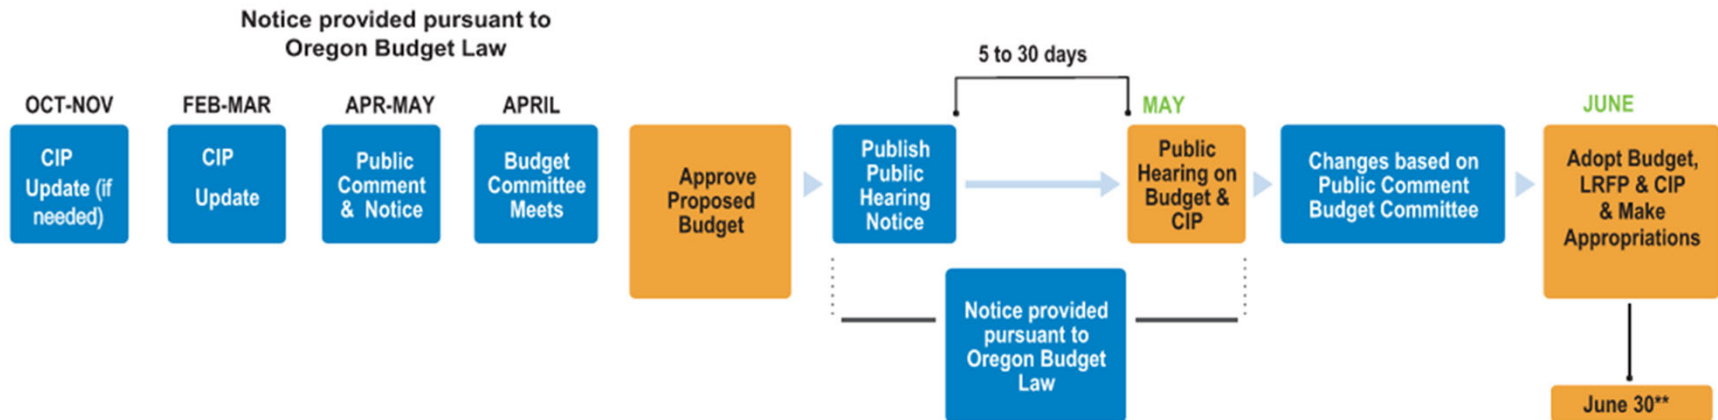 Notice provided pursuant to
Oregon Budget Law
5 to 30 days
OCT-NOV
FEB-MAR
APR-MAY
APRIL
MAY
JUNE
CIP
Update (if
needed)
CIP
Update
Public
Comment
& Notice
Budget
Committee
Meets
Approve
Proposed
Budget
Publish
Public
Hearing
Notice
Public
Hearing on
Budget &
CIP
Changes based on
Public Comment
Budget Committee
Adopt Budget,
LRFP & CIP
& Make
Appropriations
Notice provided
pursuant to
Oregon Budget
Law
June 30**